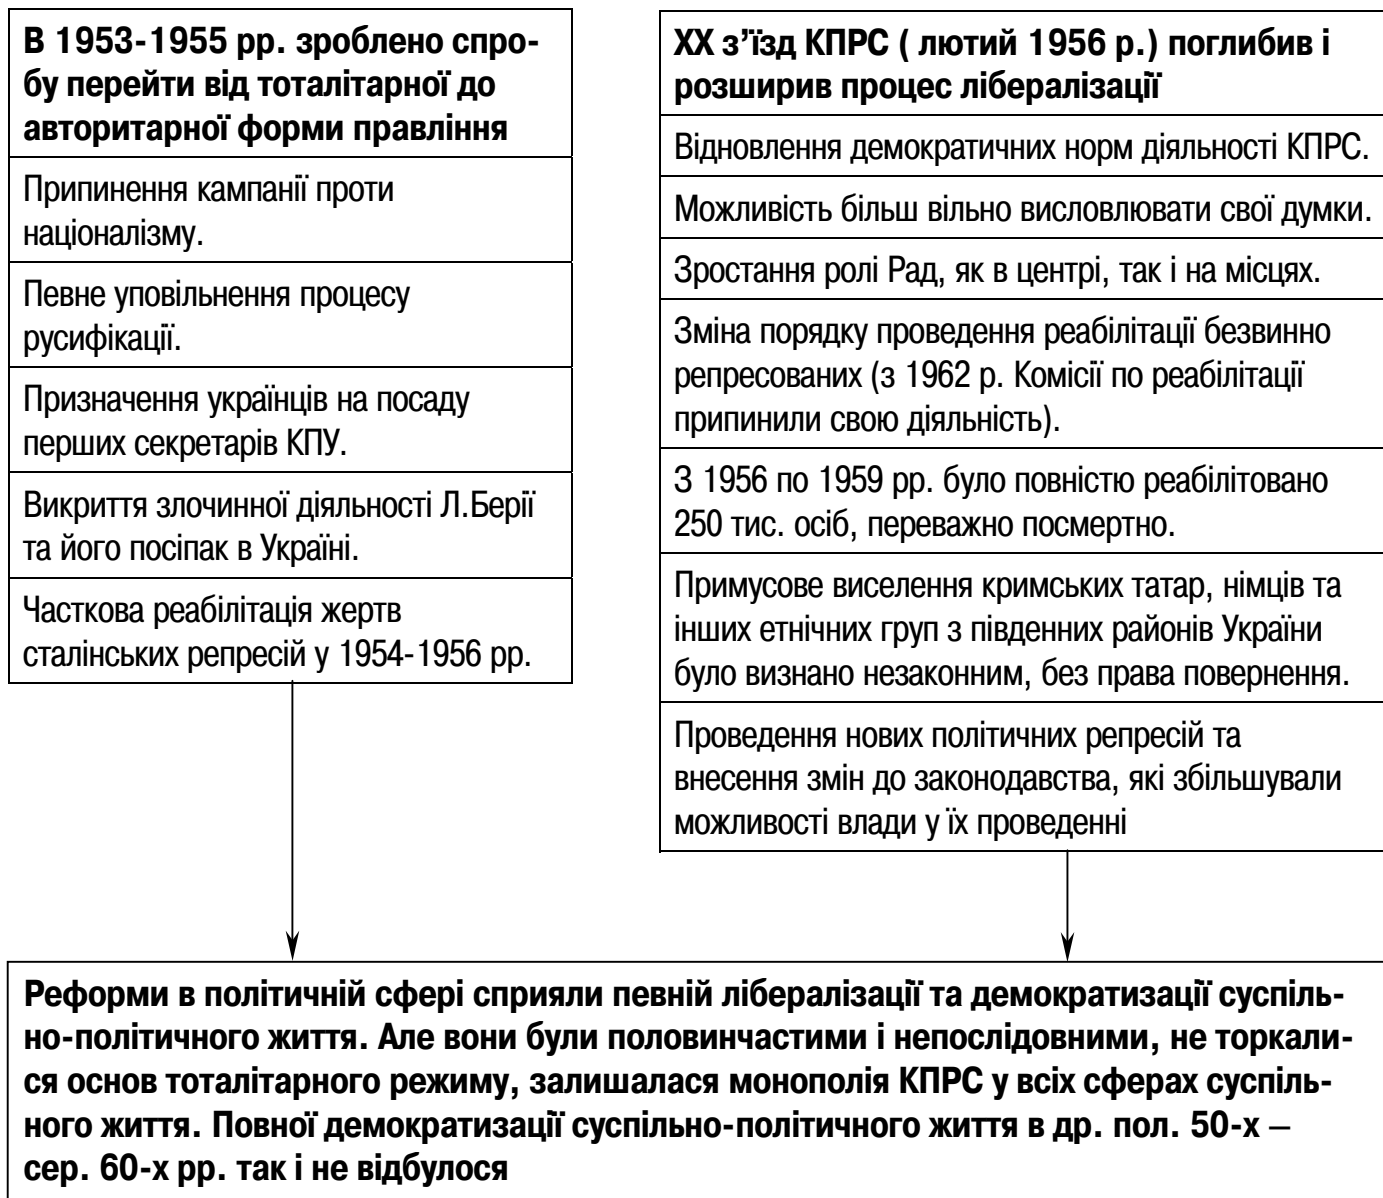 В 1953-1955 рр. зроблено спро-
бу перейти від тоталітарної до
авторитарної форми правління
Припинення кампанії проти
націоналізму.
Певне уповільнення процесу
русифікації.
Призначення українців на посаду
перших секретарів КПУ.
Викриття злочинної діяльності Л.Берії
та його посіпак в Україні.
Часткова реабілітація жертв
сталінських репресій у 1954-1956 рр.
ХХ з’їзд КПРС ( лютий 1956 р.) поглибив і
розширив процес лібералізації
Відновлення демократичних норм діяльності КПРС.
Можливість більш вільно висловлювати свої думки.
Зростання ролі Рад, як в центрі, так і на місцях.
Зміна порядку проведення реабілітації безвинно
репресованих (з 1962 р. Комісії по реабілітації
припинили свою діяльність).
З 1956 по 1959 рр. було повністю реабілітовано
250 тис. осіб, переважно посмертно.
Примусове виселення кримських татар, німців та
інших етнічних груп з південних районів України
було визнано незаконним, без права повернення.
Проведення нових політичних репресій та
внесення змін до законодавства, які збільшували
можливості влади у їх проведенні
Реформи в політичній сфері сприяли певній лібералізації та демократизації суспіль-
но-політичного життя. Але вони були половинчастими і непослідовними, не торкали-
ся основ тоталітарного режиму, залишалася монополія КПРС у всіх сферах суспіль-
ного життя. Повної демократизації суспільно-політичного життя в др. пол. 50-х –
сер. 60-х рр. так і не відбулося